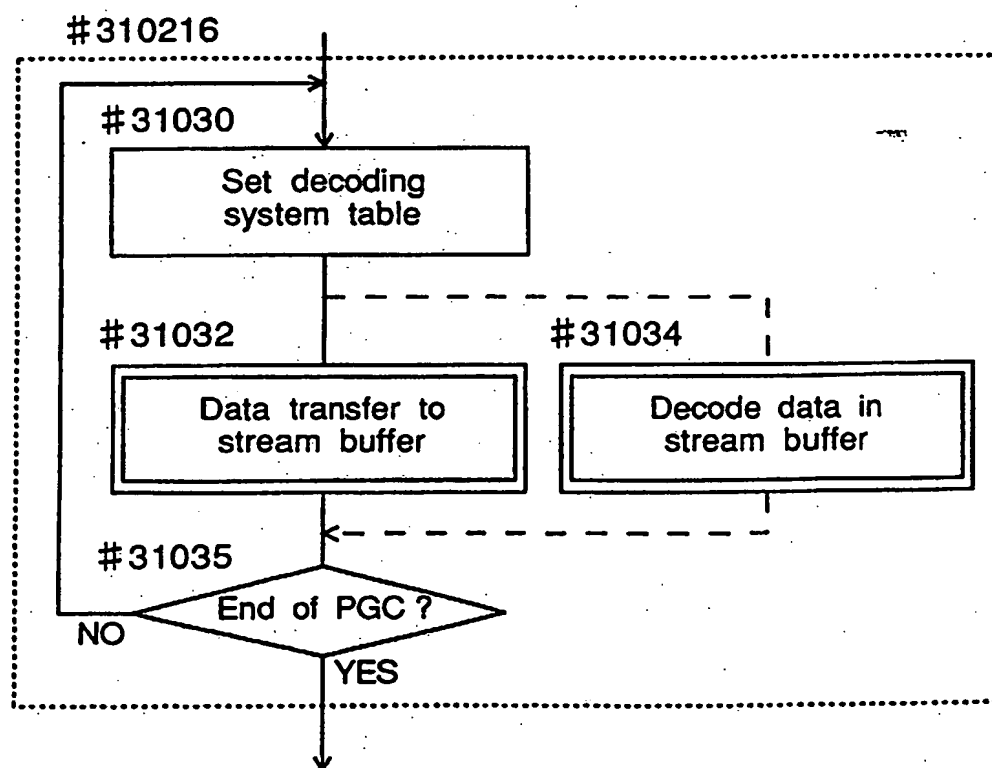 #310216
#31030
Set decoding
system table
#31032
#31034
Data transfer to
stream buffer
Decode data in
stream buffer
#31035
End of PGC ?
NO
YES